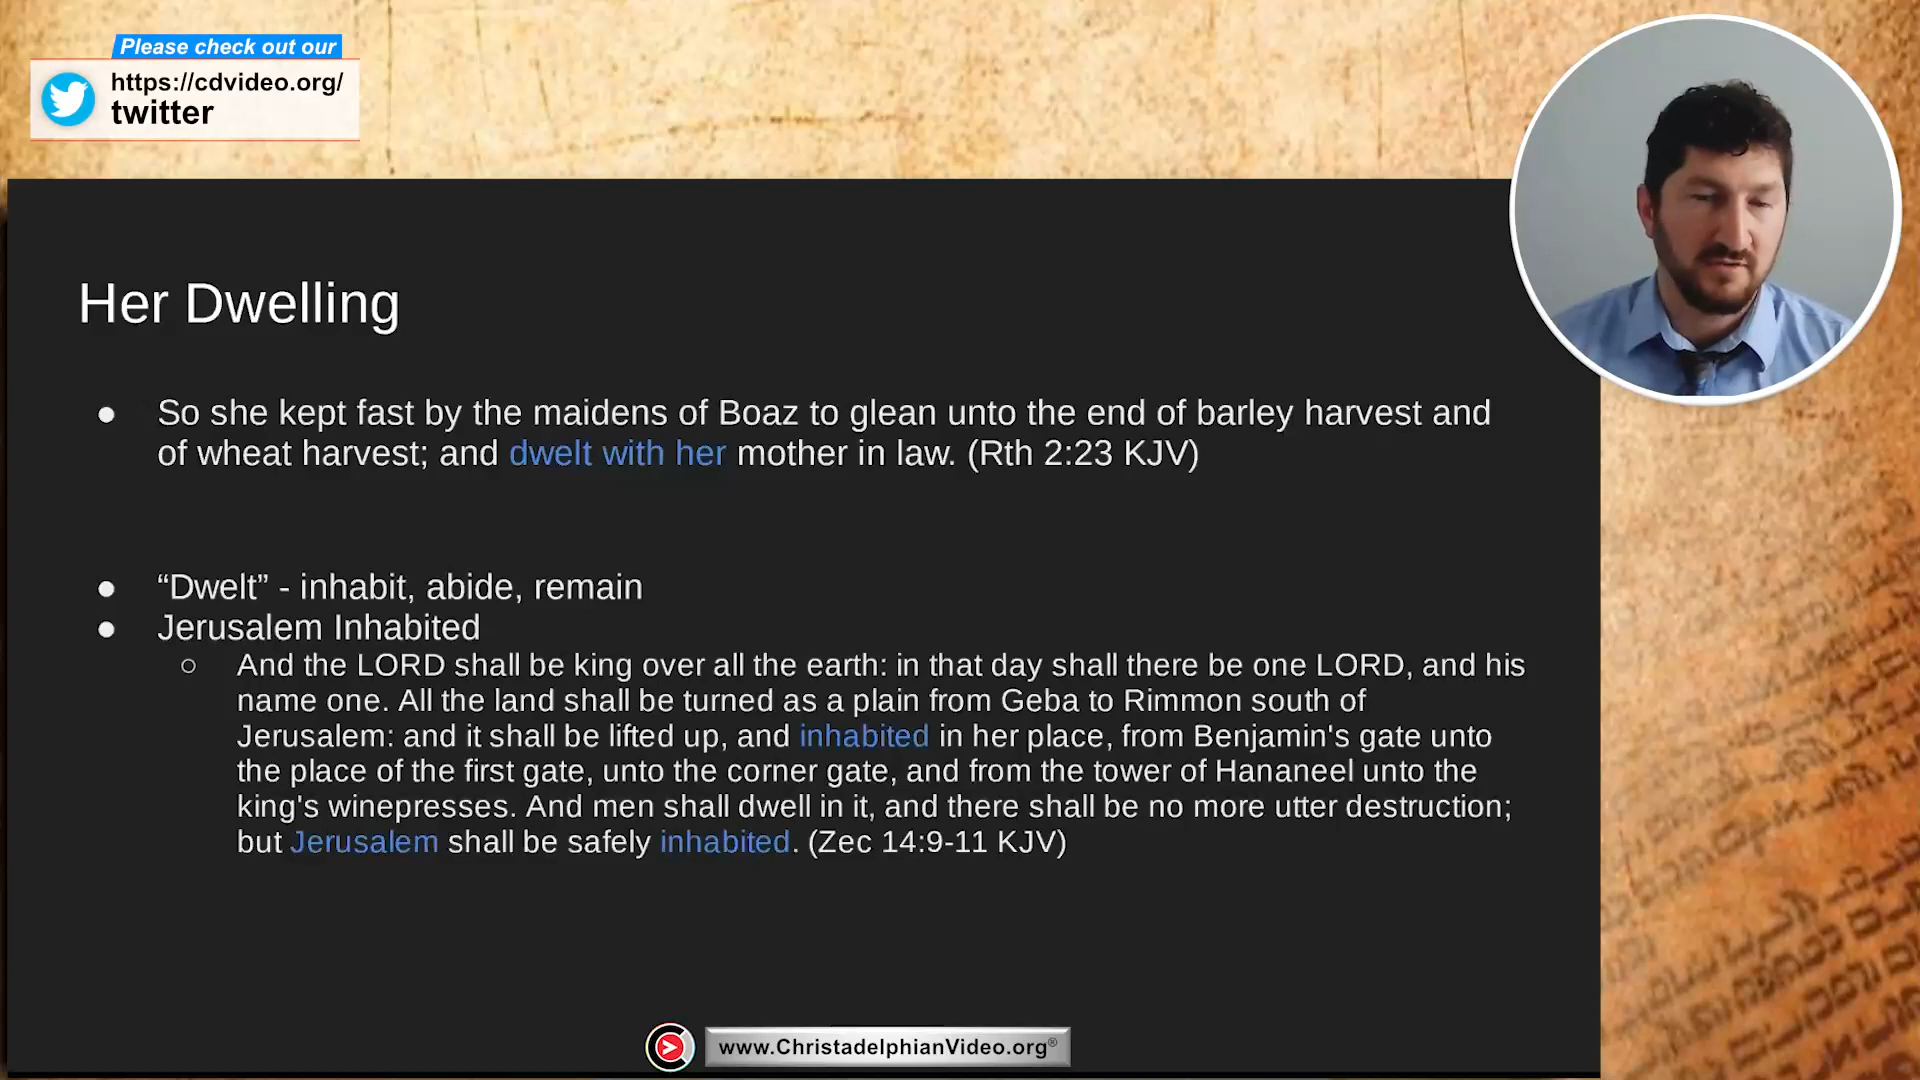 Please check out our
https://cdvideo.org/
twitter
Her Dwelling
● So she kept fast by the maidens of Boaz to glean unto the end of barley harvest and
of wheat harvest; and dwelt with her mother in law. (Rth 2:23 KJV)
● “Dwelt” - inhabit, abide, remain
● Jerusalem Inhabited
○ And the LORD shall be king over all the earth: in that day shall there be one LORD, and his
name one. All the land shall be turned as a plain from Geba to Rimmon south of
Jerusalem: and it shall be lifted up, and inhabited in her place, from Benjamin's gate unto
the place of the first gate, unto the corner gate, and from the tower of Hananeel unto the
king's winepresses. And men shall dwell in it, and there shall be no more utter destruction;
but Jerusalem shall be safely inhabited. (Zec 14:9-11 KJV)
www.ChristadelphianVideo.org®